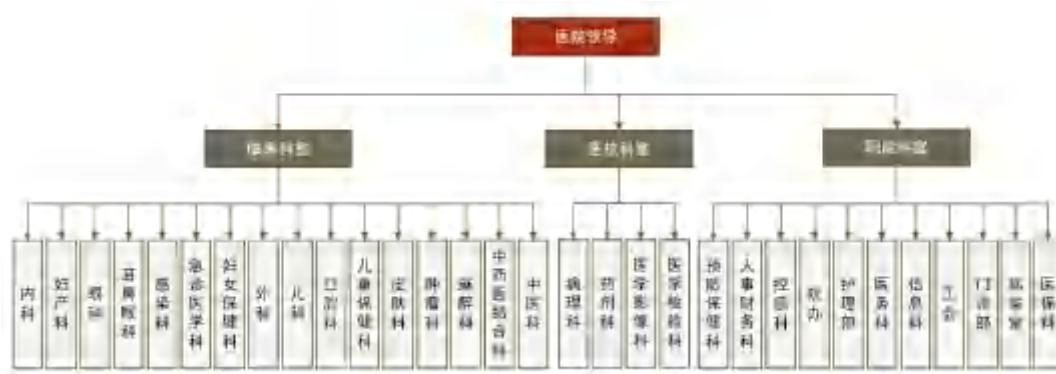 医院领导
临床科室
医技科室
职能科室
内科
妇产科
眼科
耳鼻喉科
感染科
急诊医学科
妇女保健科
外科
儿科
口腔科
儿童保健科
皮肤科
肿瘤科
麻醉科
中西医结合科
中医科
病理科
药剂科
医学影像科
医学检验科
预防保健科
人事财务科
控感科
院办
护理部
医务科
信息科
工会
门诊部
病案室
医保科